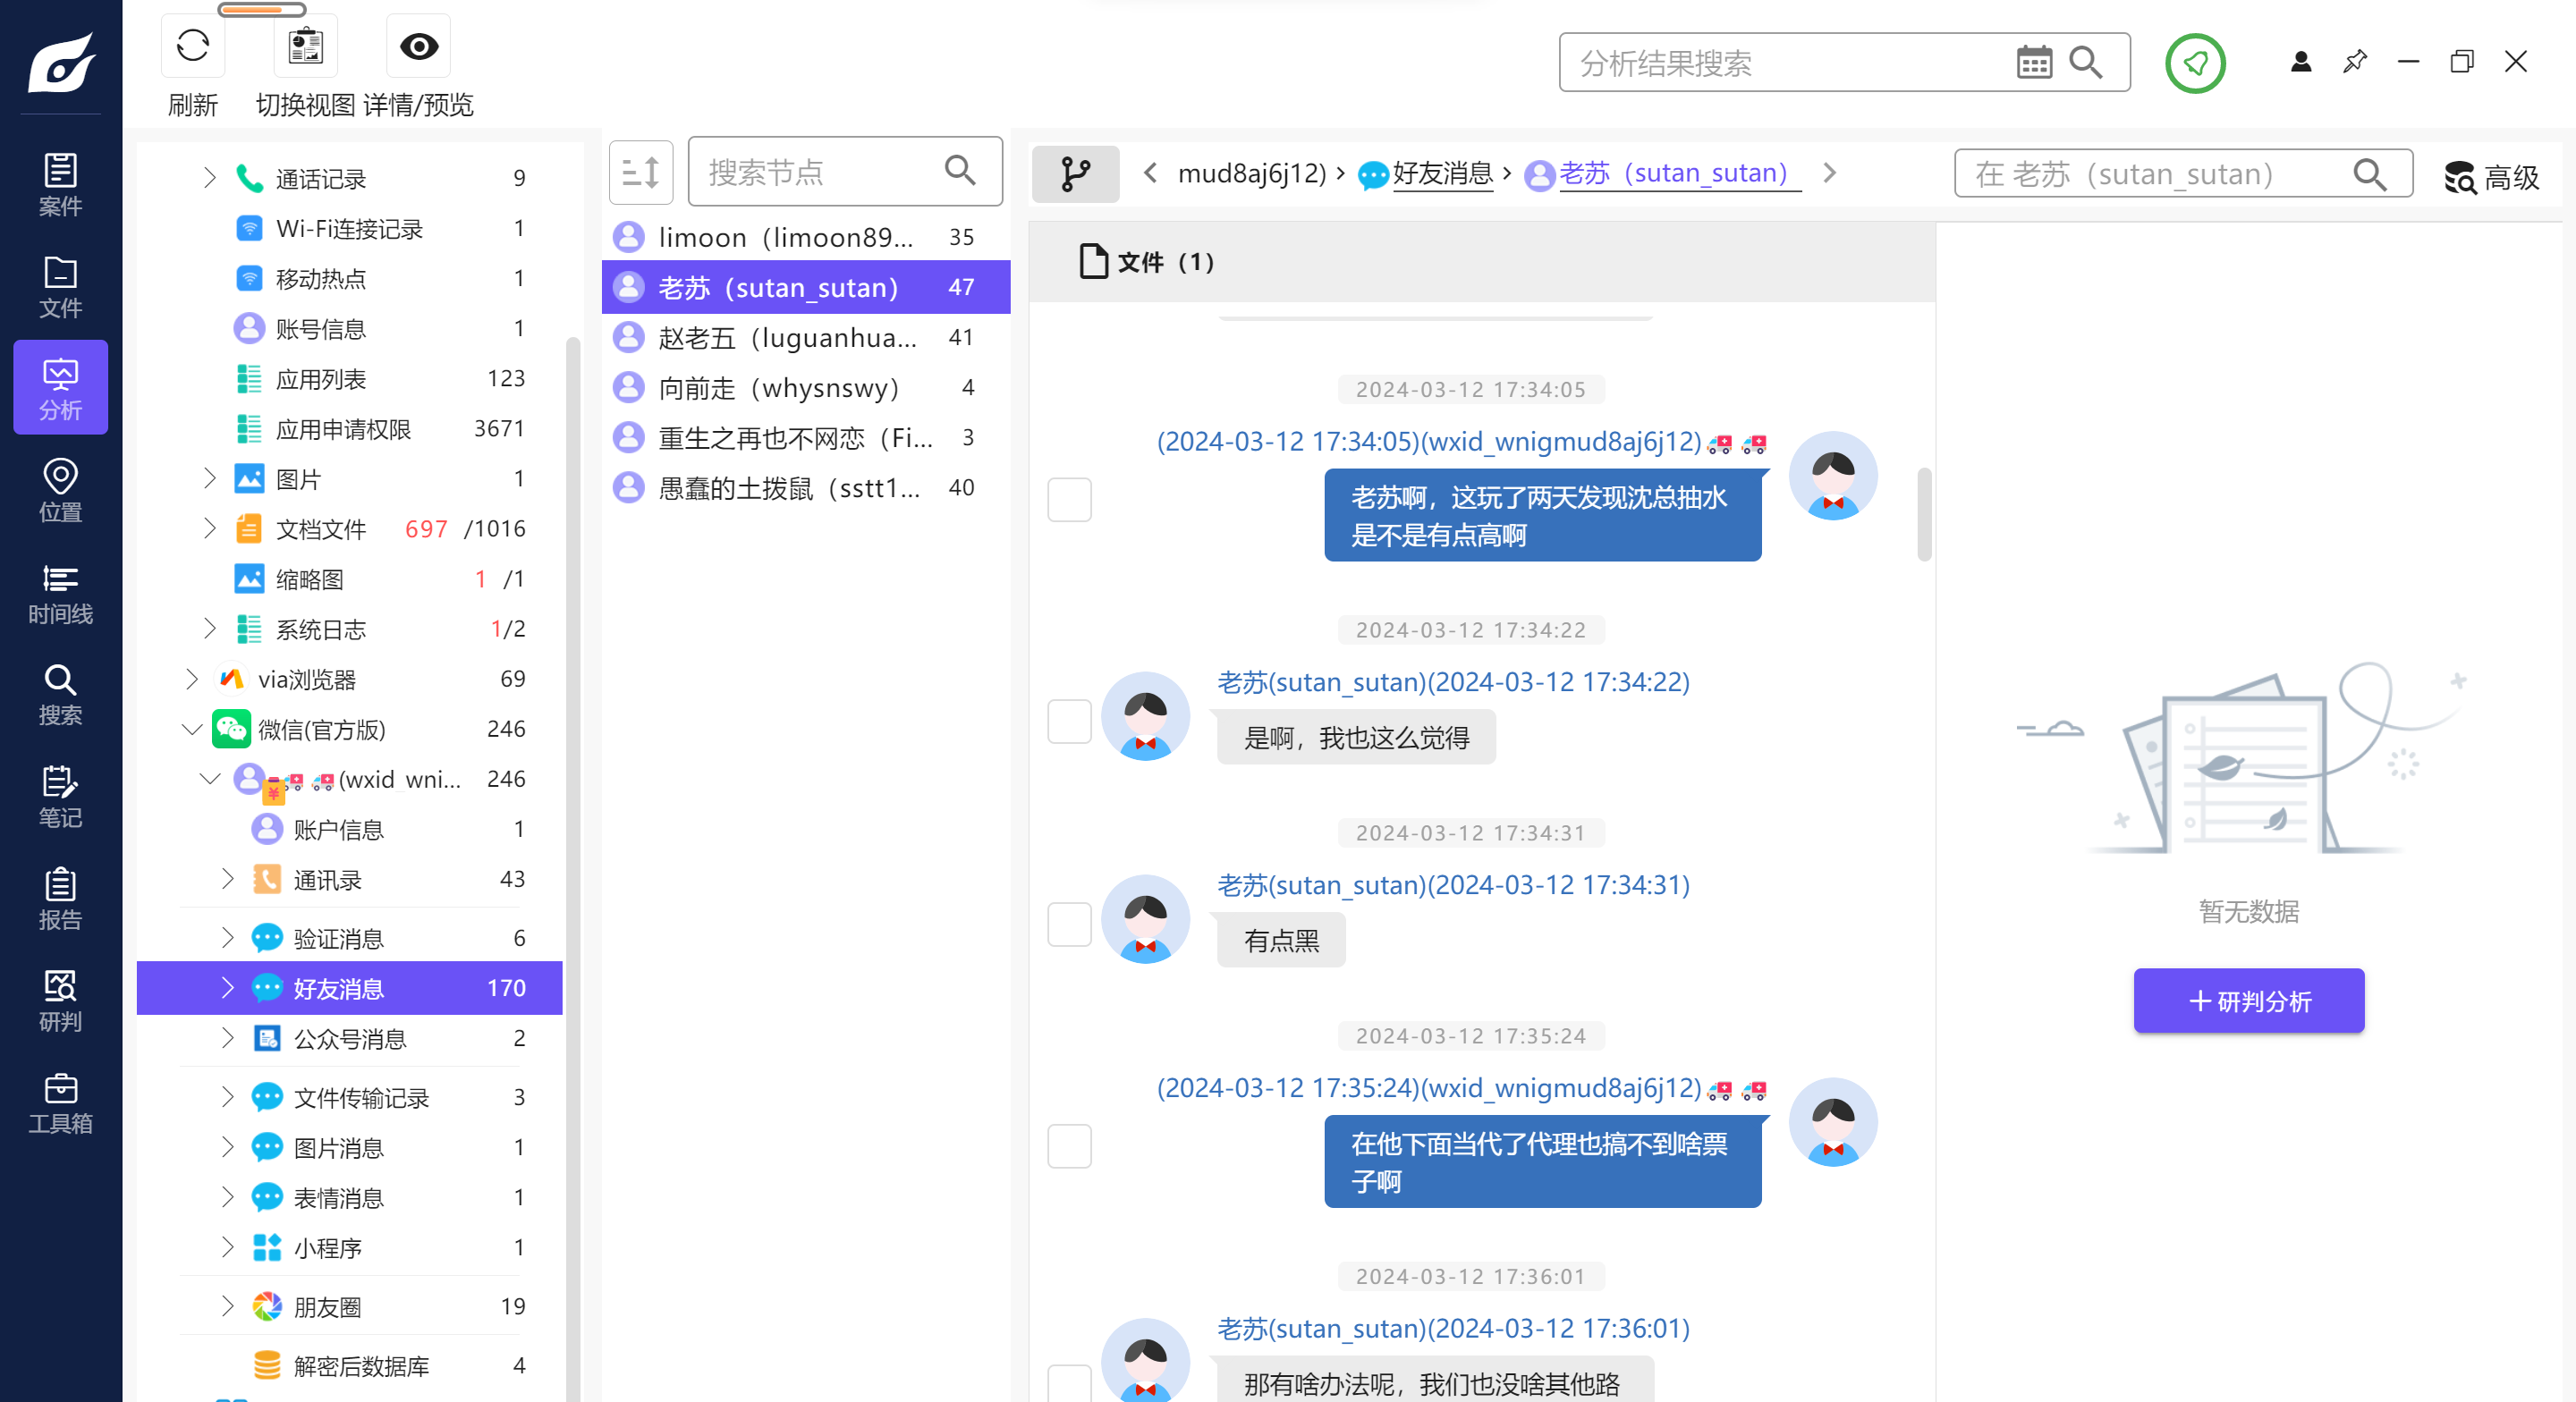 刷新
切换视图
详情/预览
分析结果搜索
案件
文件
分析
位置
时间线
搜索
笔记
报告
研判
工具箱
通话记录 9
Wi-Fi连接记录 1
移动热点 1
账号信息 1
应用列表 123
应用申请权限 3671
图片 1
文档文件 697 /1016
缩略图 1 /1
系统日志 1/2
via浏览器 69
微信(官方版) 246
(wxid_wni... 246
账户信息 1
通讯录 43
验证消息 6
好友消息 170
公众号消息 2
文件传输记录 3
图片消息 1
表情消息 1
小程序 1
朋友圈 19
解密后数据库 4
搜索节点
limoon（limoon89... 35
老苏（sutan_sutan） 47
赵老五（luguanhua... 41
向前走（whysnswy） 4
重生之再也不网恋（Fi... 3
愚蠢的土拨鼠（sstt1... 40
mud8aj6j12) › 好友消息 › 老苏（sutan_sutan）
在 老苏（sutan_sutan）
高级
文件（1）
2024-03-12 17:34:05
(2024-03-12 17:34:05)(wxid_wnigmud8aj6j12)
老苏啊，这玩了两天发现沈总抽水
是不是有点高啊
2024-03-12 17:34:22
老苏(sutan_sutan)(2024-03-12 17:34:22)
是啊，我也这么觉得
2024-03-12 17:34:31
老苏(sutan_sutan)(2024-03-12 17:34:31)
有点黑
2024-03-12 17:35:24
(2024-03-12 17:35:24)(wxid_wnigmud8aj6j12)
在他下面当代了代理也搞不到啥票
子啊
2024-03-12 17:36:01
老苏(sutan_sutan)(2024-03-12 17:36:01)
那有啥办法呢，我们也没啥其他路
暂无数据
+ 研判分析